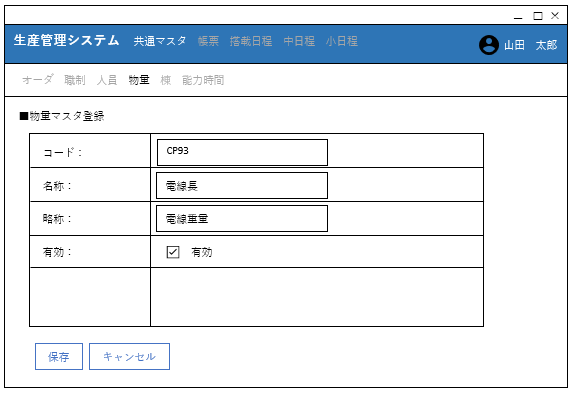 生産管理システム 共通マスタ 帳票 搭載日程 中日程 小日程 山田　太郎
オーダ 職制 人員 物量 棟 能力時間
■物量マスタ登録
コード： CP93
名称： 電線長
略称： 電線重量
有効： 有効
保存 キャンセル